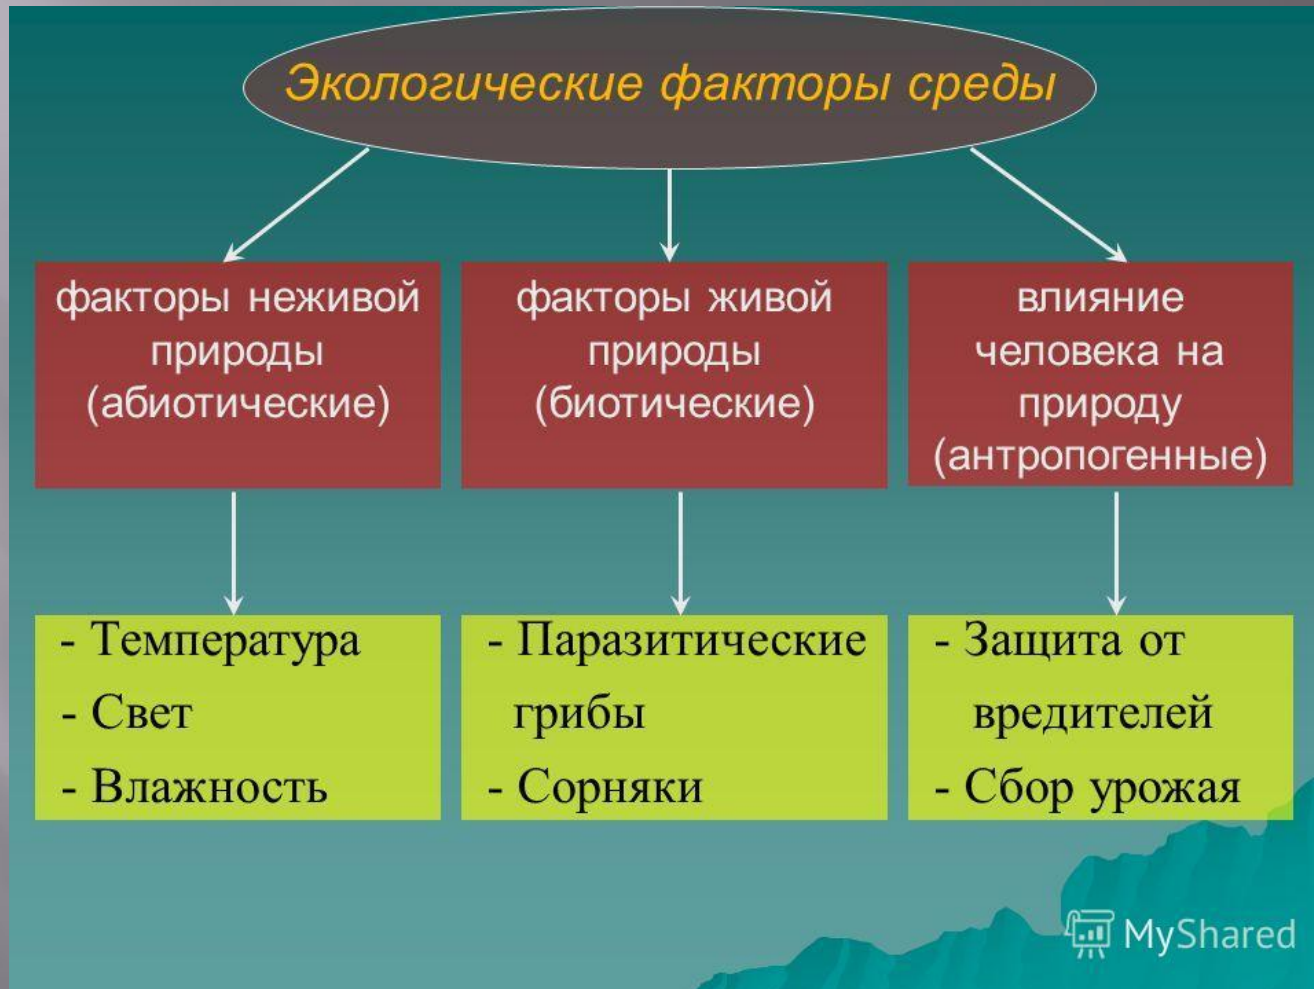 Экологические факторы среды
факторы неживой
природы
(абиотические)
факторы живой
природы
(биотические)
влияние
человека на
природу
(антропогенные)
- Температура
- Свет
- Влажность
- Паразитические
грибы
- Сорняки
- Защита от
вредителей
- Сбор урожая
MyShared